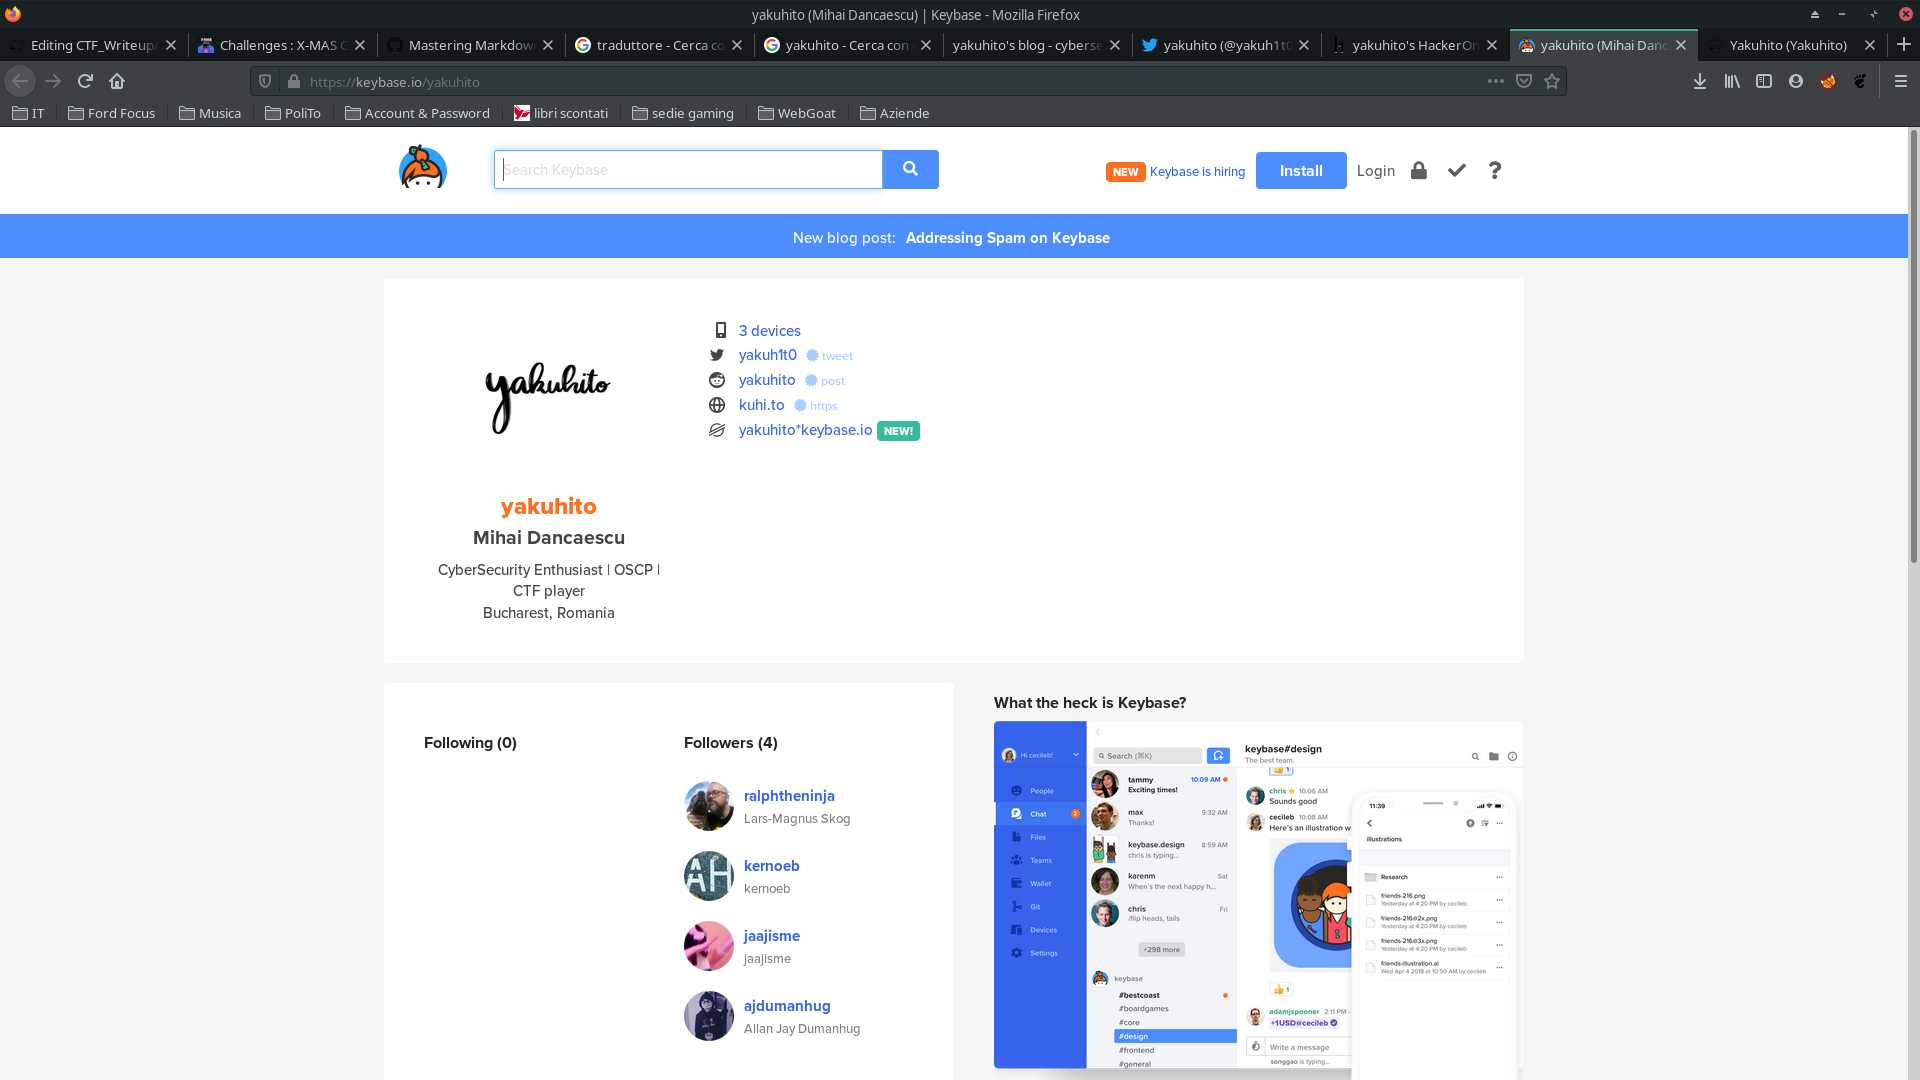 yakuhito (Mihai Dancaescu) | Keybase - Mozilla Firefox
Editing CTF_Writeup/
Challenges : X-MAS C
Mastering Markdown
traduttore - Cerca co
yakuhito - Cerca con
yakuhito's blog - cyberse
yakuhito (@yakuh1t0
yakuhito's HackerOn
yakuhito (Mihai Danc
Yakuhito (Yakuhito)
https://keybase.io/yakuhito
IT
Ford Focus
Musica
PoliTo
Account & Password
libri scontati
sedie gaming
WebGoat
Aziende
Search Keybase
NEW
Keybase is hiring
Install
Login
New blog post: Addressing Spam on Keybase
yakuhito
3 devices
yakuh1t0 tweet
yakuhito post
kuhi.to https
yakuhito*keybase.io NEW!
yakuhito
Mihai Dancaescu
CyberSecurity Enthusiast | OSCP |
CTF player
Bucharest, Romania
Following (0)
Followers (4)
ralphtheninja
Lars-Magnus Skog
AH
kernoeb
kernoeb
jaajisme
jaajisme
ajdumanhug
Allan Jay Dumanhug
What the heck is Keybase?
Hi cecileb!
People
Chat
2
Files
Teams
Wallet
Git
Devices
Settings
Search (⌘K)
tammy
10:09 AM
Exciting times!
max
9:32 AM
Thanks!
keybase.design
8:59 AM
chris is typing...
karenm
Sat
When's the next happy h...
chris
Fri
/flip heads, tails
+298 more
keybase
#bestcoast
#boardgames
#core
#design
#frontend
#general
keybase#design
The best team.
1
chris 10:06 AM
Sounds good
cecileb 10:08 AM
Here's an illustration w
1
adamjspooner 2:11 PM -
+1USD@cecileb
Write a message
songgao is typing...
11:39
illustrations
Research
friends-216.png
Yesterday at 4:20 PM by cecileb
friends-216@2x.png
Yesterday at 4:20 PM by cecileb
friends-216@3x.png
Yesterday at 4:20 PM by cecileb
friends-illustration.ai
Wed Apr 4 2018 at 10:50 AM by cecileb